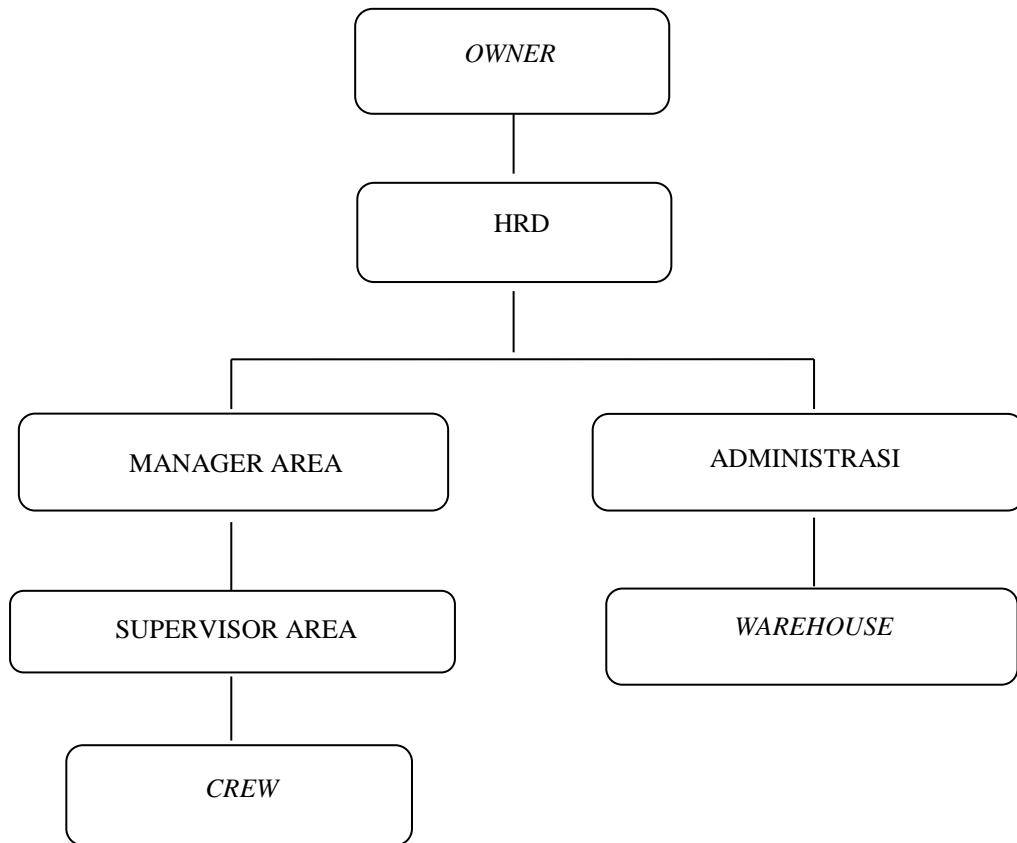 OWNER
HRD
MANAGER AREA
ADMINISTRASI
SUPERVISOR AREA
WAREHOUSE
CREW